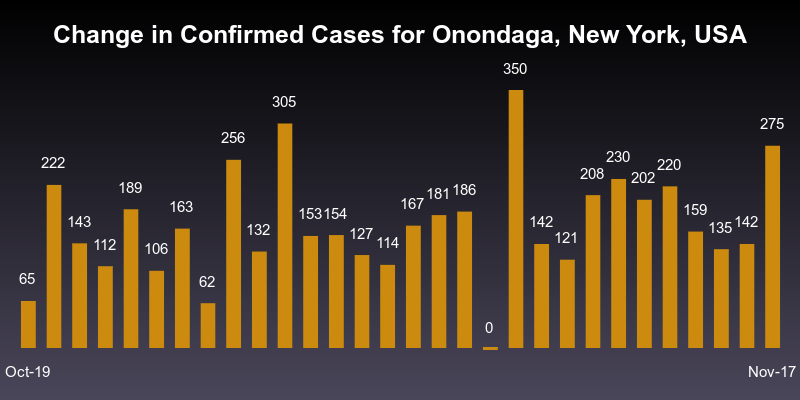 Change in Confirmed Cases for Onondaga, New York, USA
65 222 143 112 189 106 163 62 256 132 305 153 154 127 114 167 181 186 0 350 142 121 208 230 202 220 159 135 142 275
Oct-19 Nov-17